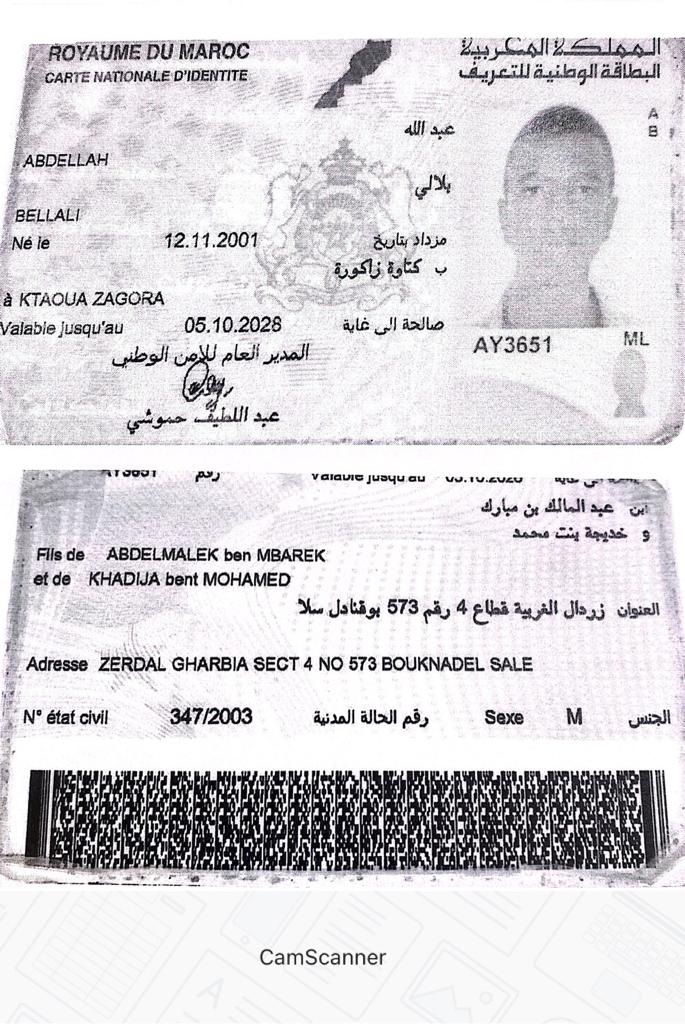 ROYAUME DU MAROC
المملكة المغربية
CARTE NATIONALE D'IDENTITE
البطاقة الوطنية للتعريف
A
B
عبد الله
ABDELLAH
بلالي
BELLALI
Né le 12.11.2001 مزداد بتاريخ
ب كتاوة زاكورة
à KTAOUA ZAGORA
Valable jusqu'au 05.10.2028 صالحة الى غاية
المدير العام للأمن الوطني
AY3651
ML
عبد اللطيف حموشي
AY3651 رقم Valable jusqu'au 05.10.2028
ابن عبد المالك بن مبارك
و خديجة بنت محمد
Fils de ABDELMALEK ben MBAREK
et de KHADIJA bent MOHAMED
العنوان زردال الغربية قطاع 4 رقم 573 بوقنادل سلا
Adresse ZERDAL GHARBIA SECT 4 NO 573 BOUKNADEL SALE
N° état civil 347/2003 رقم الحالة المدنية Sexe M الجنس
CamScanner